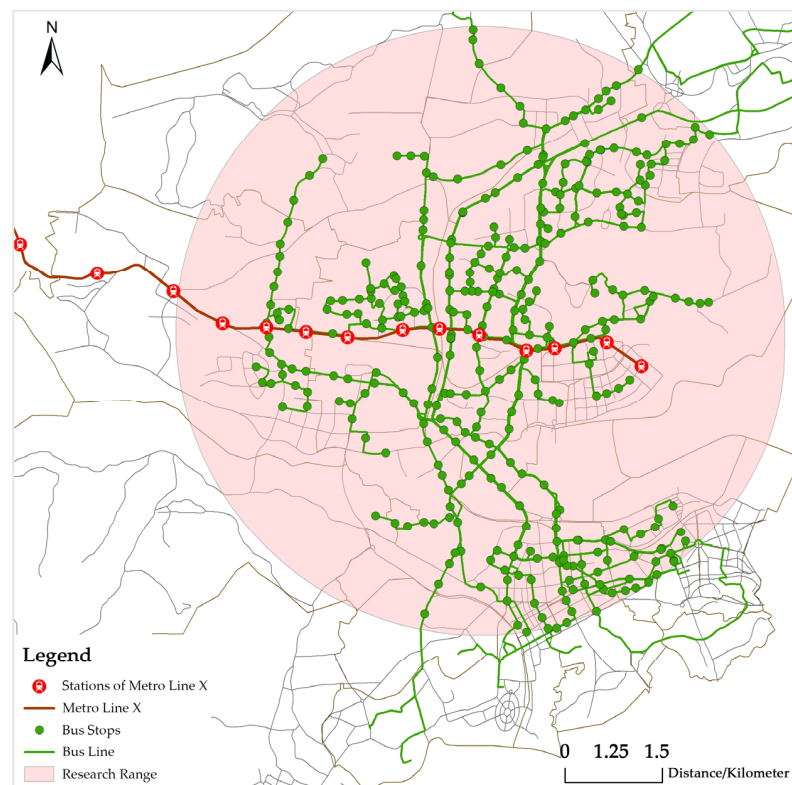 N
Legend
Stations of Metro Line X
Metro Line X
Bus Stops
Bus Line
Research Range
0 1.25 1.5
Distance/Kilometer